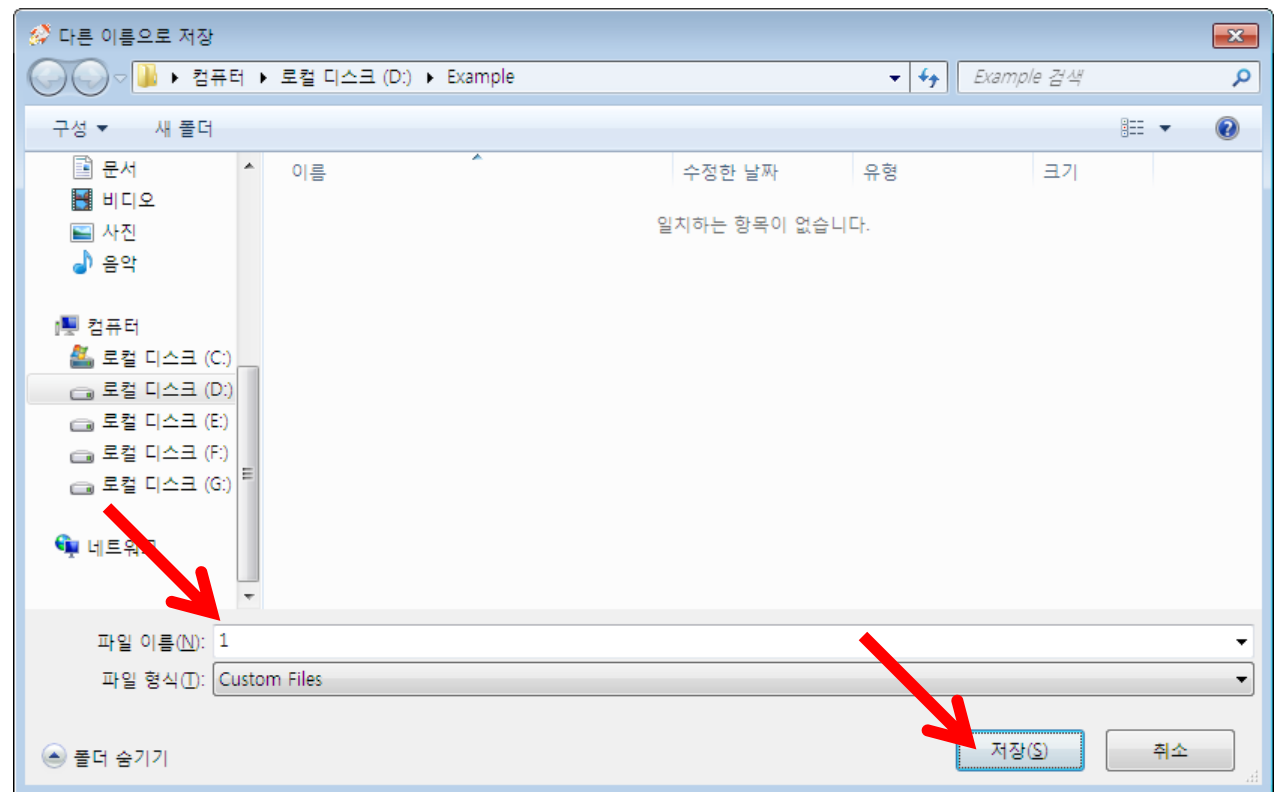 다른 이름으로 저장
컴퓨터 로컬 디스크 (D:) Example
Example 검색
구성 새 폴더
이름 수정한 날짜 유형 크기
일치하는 항목이 없습니다.
문서
비디오
사진
음악
컴퓨터
로컬 디스크 (C:)
로컬 디스크 (D:)
로컬 디스크 (E:)
로컬 디스크 (F:)
로컬 디스크 (G:)
네트워크
파일 이름(N): 1
파일 형식(T): Custom Files
폴더 숨기기
저장(S) 취소